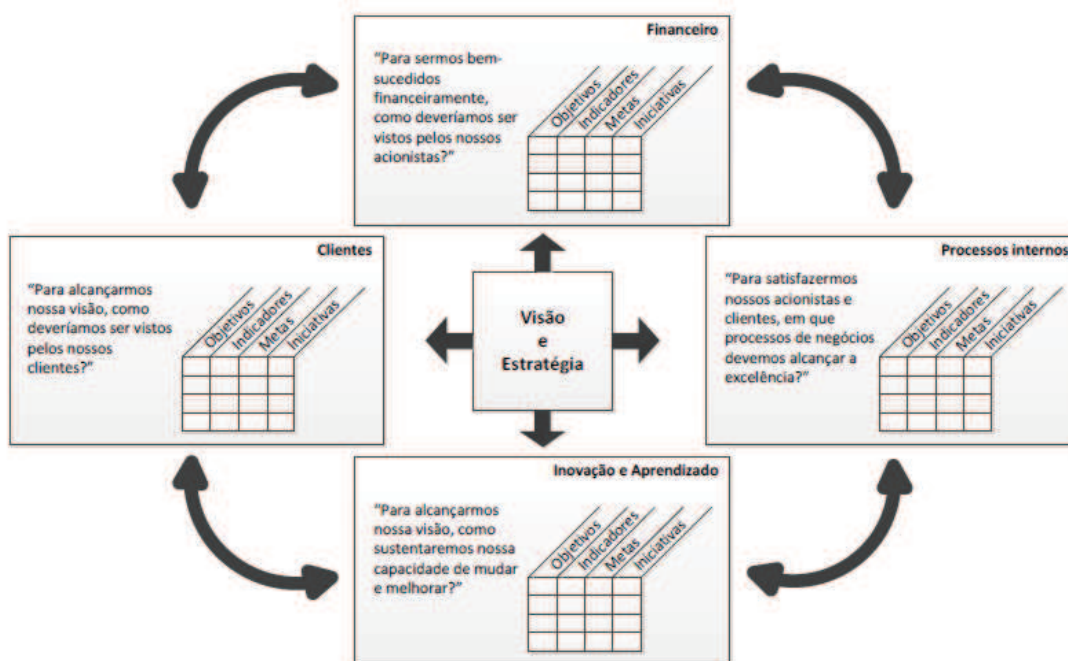 Financeiro
“Para sermos bem-
sucedidos
financeiramente,
como deveríamos ser
vistos pelos nossos
acionistas?”
Objetivos
Indicadores
Metas
Iniciativas
Clientes
“Para alcançarmos
nossa visão, como
deveríamos ser vistos
pelos nossos
clientes?”
Objetivos
Indicadores
Metas
Iniciativas
Visão
e
Estratégia
Processos internos
“Para satisfazermos
nossos acionistas e
clientes, em que
processos de negócios
devemos alcançar a
excelência?”
Objetivos
Indicadores
Metas
Iniciativas
Inovação e Aprendizado
“Para alcançarmos
nossa visão, como
sustentaremos nossa
capacidade de mudar
e melhorar?”
Objetivos
Indicadores
Metas
Iniciativas